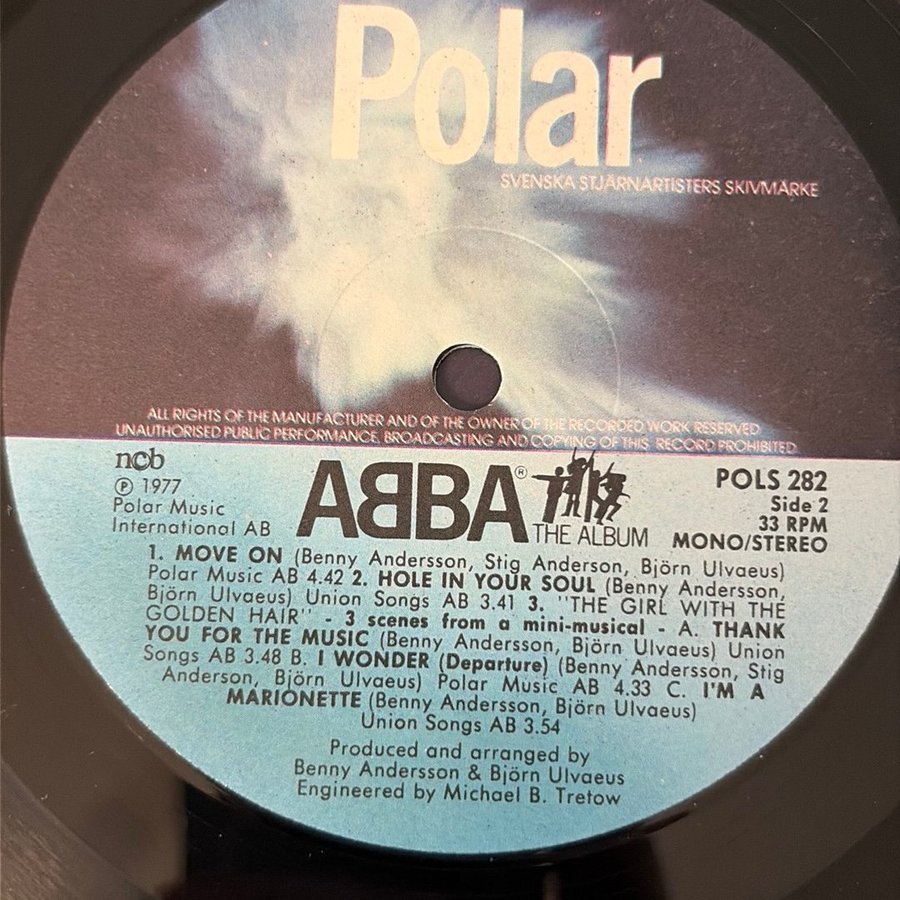 Polar
SVENSKA STJÄRNARTISTERS SKIVMÄRKE
ALL RIGHTS OF THE MANUFACTURER AND OF THE OWNER OF THE RECORDED WORK RESERVED
UNAUTHORISED PUBLIC PERFORMANCE, BROADCASTING AND COPYING OF THIS RECORD PROHIBITED
ncb
Ⓟ 1977
Polar Music
International AB
ABBA®
THE ALBUM
POLS 282
Side 2
33 RPM
MONO/STEREO
1. MOVE ON (Benny Andersson, Stig Anderson, Björn Ulvaeus)
Polar Music AB 4.42 2. HOLE IN YOUR SOUL (Benny Andersson,
Björn Ulvaeus) Union Songs AB 3.41 3. "THE GIRL WITH THE
GOLDEN HAIR" - 3 scenes from a mini-musical - A. THANK
YOU FOR THE MUSIC (Benny Andersson, Björn Ulvaeus) Union
Songs AB 3.48 B. I WONDER (Departure) (Benny Andersson, Stig
Anderson, Björn Ulvaeus) Polar Music AB 4.33 C. I'M A
MARIONETTE (Benny Andersson, Björn Ulvaeus)
Union Songs AB 3.54
Produced and arranged by
Benny Andersson & Björn Ulvaeus
Engineered by Michael B. Tretow